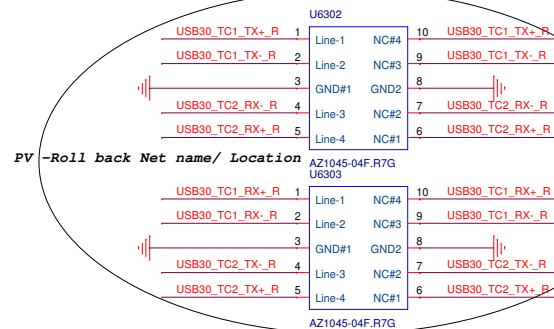 U6302
USB30_TC1_TX+_R 1 Line-1 NC#4 10 USB30_TC1_TX+_R
USB30_TC1_TX-_R 2 Line-2 NC#3 9 USB30_TC1_TX-_R
3 GND#1 GND2 8
USB30_TC2_RX-_R 4 Line-3 NC#2 7 USB30_TC2_RX-_R
USB30_TC2_RX+_R 5 Line-4 NC#1 6 USB30_TC2_RX+_R
PV -Roll back Net name/ Location
AZ1045-04F.R7G
U6303
USB30_TC1_RX+_R 1 Line-1 NC#4 10 USB30_TC1_RX+_R
USB30_TC1_RX-_R 2 Line-2 NC#3 9 USB30_TC1_RX-_R
3 GND#1 GND2 8
USB30_TC2_TX-_R 4 Line-3 NC#2 7 USB30_TC2_TX-_R
USB30_TC2_TX+_R 5 Line-4 NC#1 6 USB30_TC2_TX+_R
AZ1045-04F.R7G